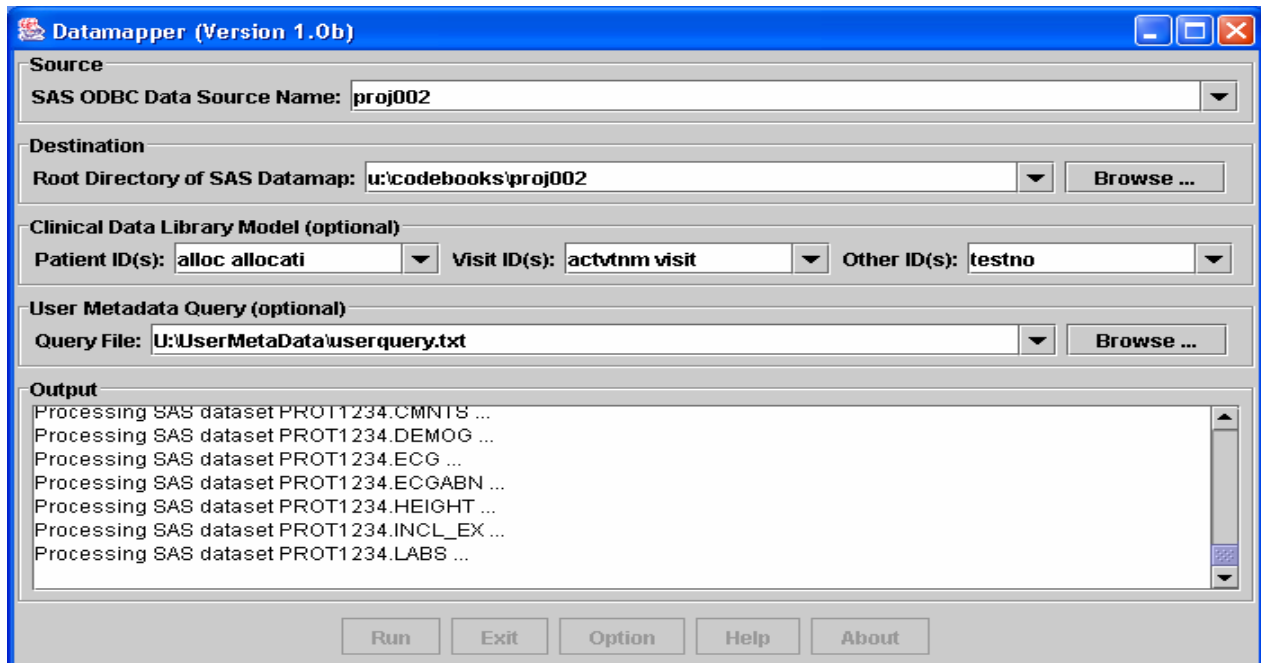 Datamapper (Version 1.0b)
Source
SAS ODBC Data Source Name: proj002
Destination
Root Directory of SAS Datamap: u:\codebooks\proj002 Browse ...
Clinical Data Library Model (optional)
Patient ID(s): alloc allocati Visit ID(s): actvtnm visit Other ID(s): testno
User Metadata Query (optional)
Query File: U:\UserMetaData\userquery.txt Browse ...
Output
Processing SAS dataset PROT1234.CMNTS ...
Processing SAS dataset PROT1234.DEMOG ...
Processing SAS dataset PROT1234.ECG ...
Processing SAS dataset PROT1234.ECGABN ...
Processing SAS dataset PROT1234.HEIGHT ...
Processing SAS dataset PROT1234.INCL_EX ...
Processing SAS dataset PROT1234.LABS ...
Run Exit Option Help About